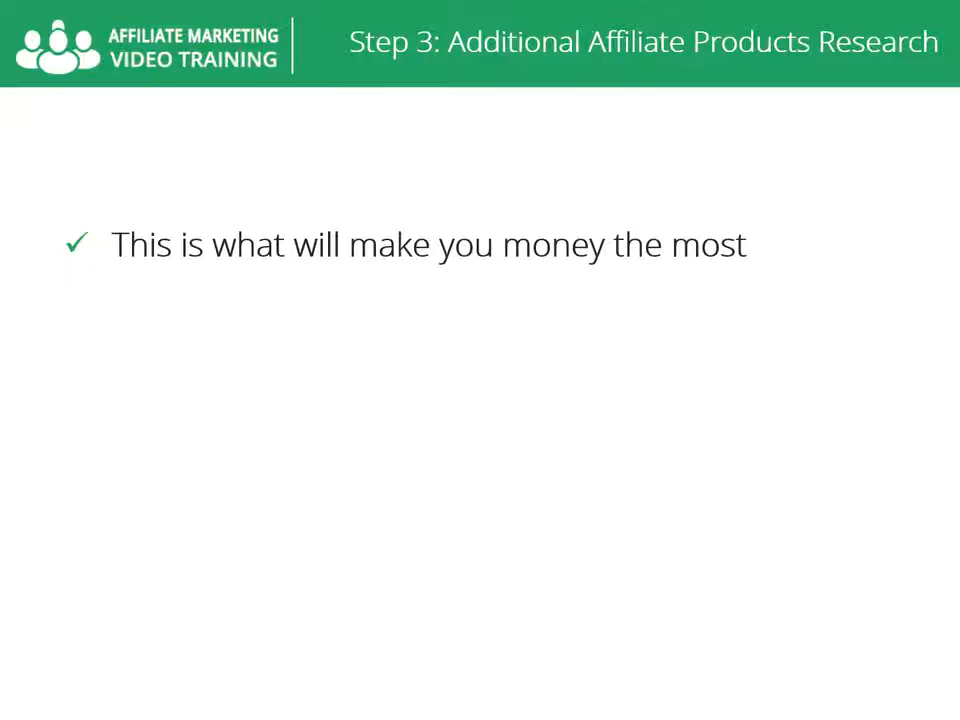 AFFILIATE MARKETING
VIDEO TRAINING
Step 3: Additional Affiliate Products Research
This is what will make you money the most